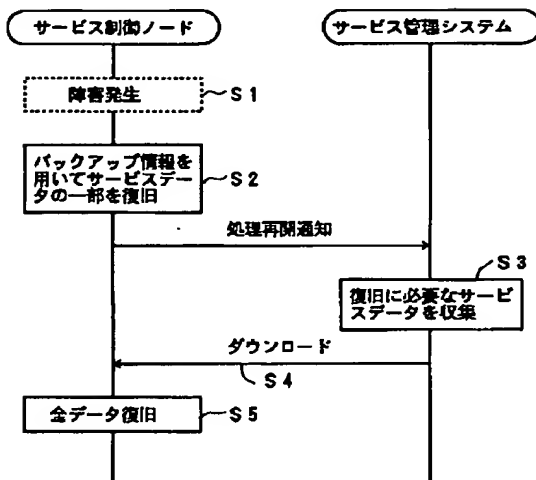 サービス制御ノード
サービス管理システム
障害発生
S1
バックアップ情報を
用いてサービスデー
タの一部を復旧
S2
処理再開通知
S3
復旧に必要なサービ
スデータを収集
ダウンロード
S4
全データ復旧
S5